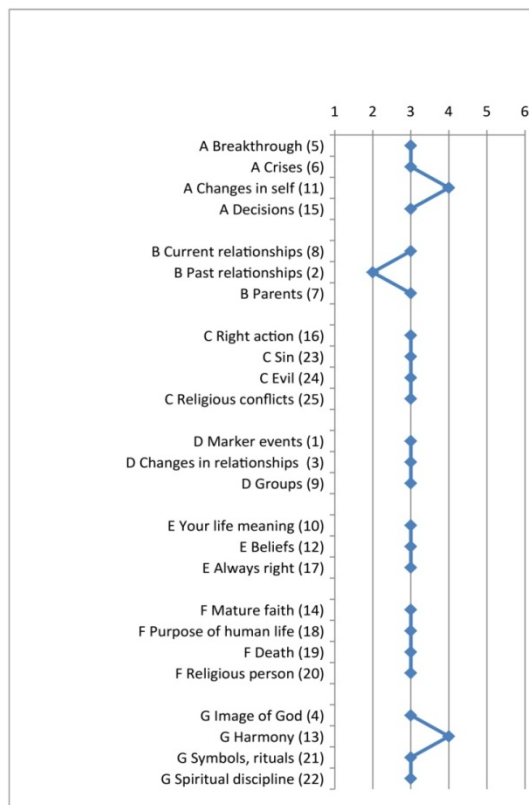 1 2 3 4 5 6
A Breakthrough (5)
A Crises (6)
A Changes in self (11)
A Decisions (15)
B Current relationships (8)
B Past relationships (2)
B Parents (7)
C Right action (16)
C Sin (23)
C Evil (24)
C Religious conflicts (25)
D Marker events (1)
D Changes in relationships (3)
D Groups (9)
E Your life meaning (10)
E Beliefs (12)
E Always right (17)
F Mature faith (14)
F Purpose of human life (18)
F Death (19)
F Religious person (20)
G Image of God (4)
G Harmony (13)
G Symbols, rituals (21)
G Spiritual discipline (22)